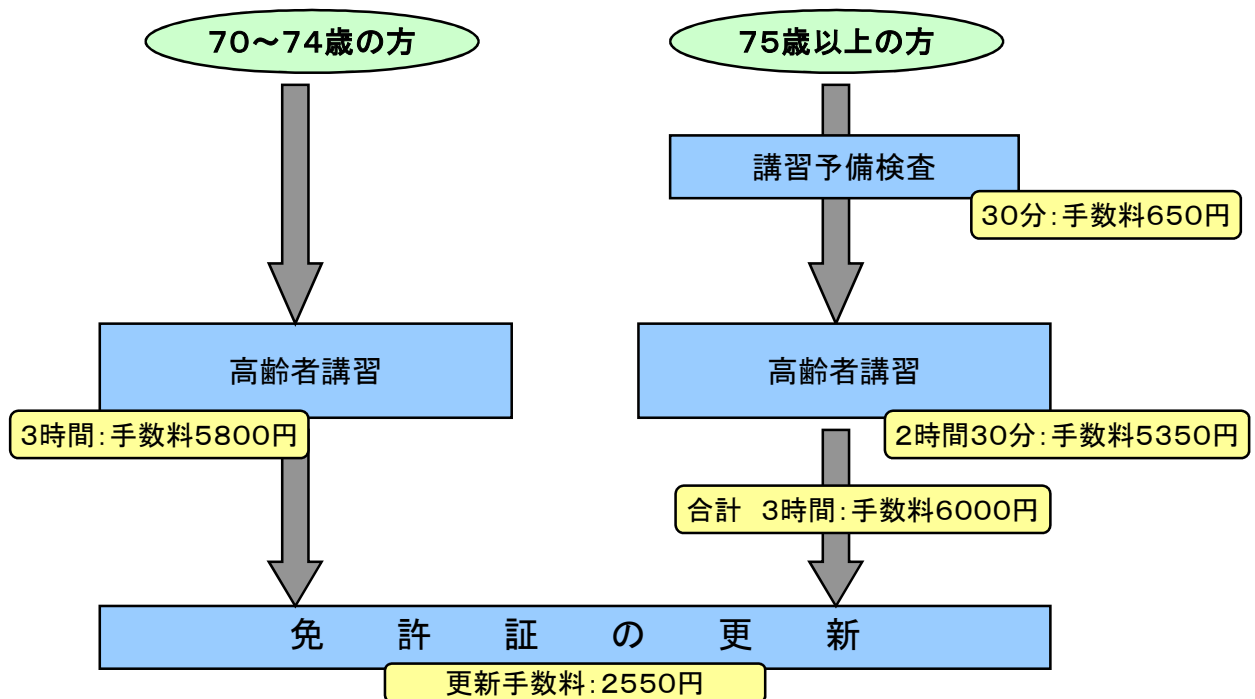 70～74歳の方
75歳以上の方
講習予備検査
30分:手数料650円
高齢者講習
高齢者講習
3時間:手数料5800円
2時間30分:手数料5350円
合計　3時間:手数料6000円
免　許　証　の　更　新
更新手数料:2550円